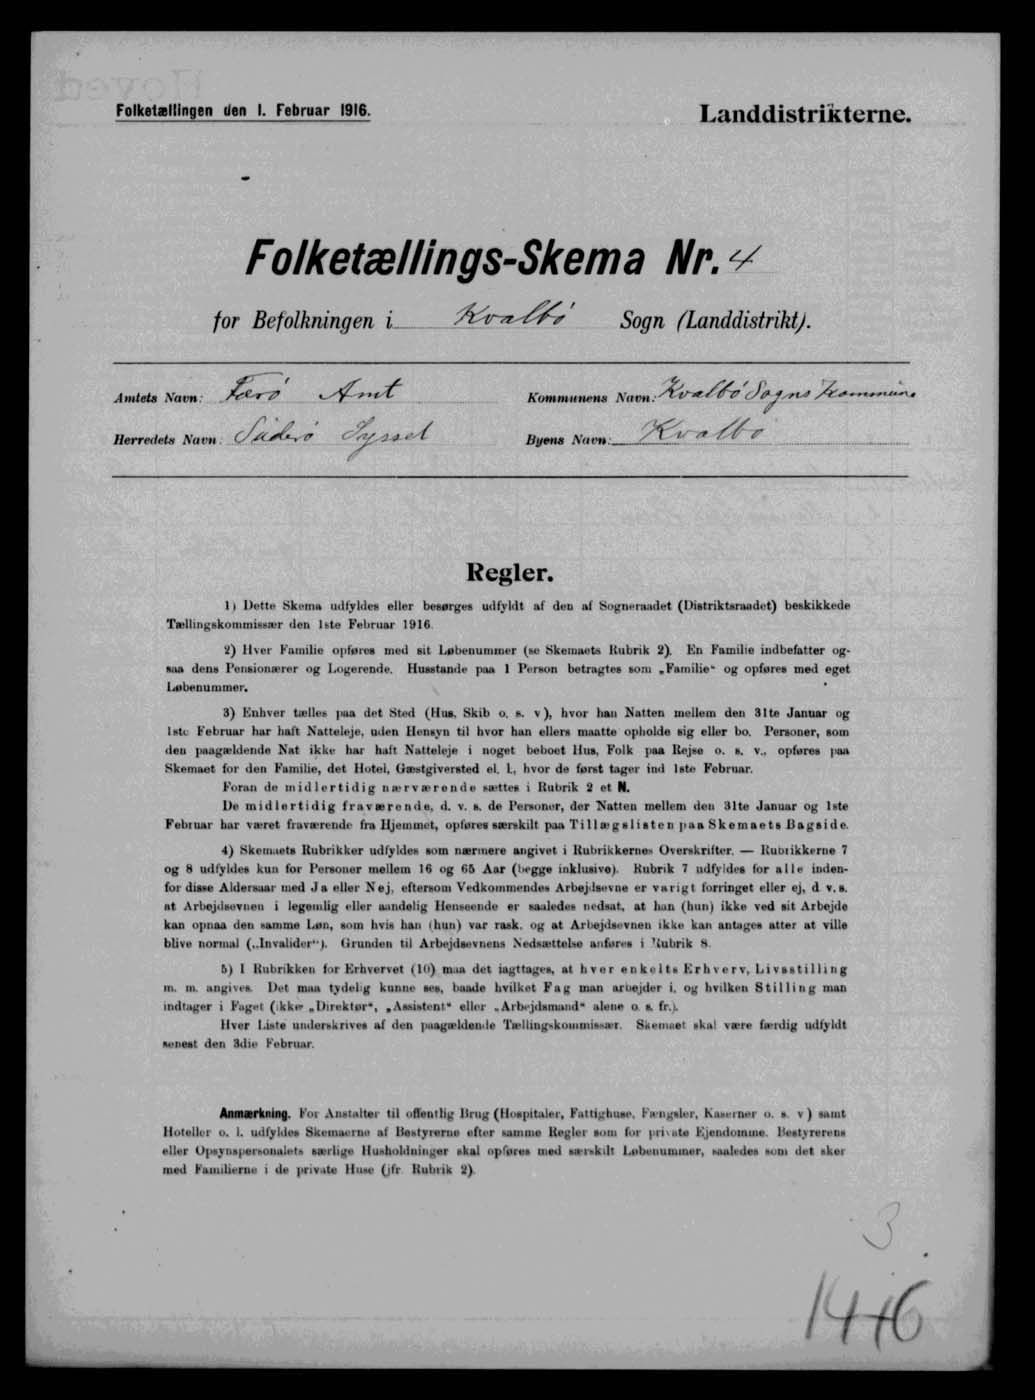 Folketællingen den 1. Februar 1916.
Landdistrikterne.
Folketællings-Skema Nr. 4
for Befolkningen i Kvalbø Sogn (Landdistrikt).
Amtets Navn: Færø Amt
Kommunens Navn: Kvalbø Sogns Kommune
Herredets Navn: Suderø Syssel
Byens Navn: Kvalbø
Regler.
1) Dette Skema udfyldes eller besørges udfyldt af den af Sogneraadet (Distriktsraadet) beskikkede
Tællingskommissær den 1ste Februar 1916.
2) Hver Familie opføres med sit Løbenummer (se Skemaets Rubrik 2). En Familie indbefatter og-
saa dens Pensionærer og Logerende. Husstande paa 1 Person betragtes som „Familie“ og opføres med eget
Løbenummer.
3) Enhver tælles paa det Sted (Hus, Skib o. s. v), hvor han Natten mellem den 31te Januar og
1ste Februar har haft Natteleje, uden Hensyn til hvor han ellers maatte opholde sig eller bo. Personer, som
den paagældende Nat ikke har haft Natteleje i noget beboet Hus, Folk paa Rejse o. s. v., opføres paa
Skemaet for den Familie, det Hotel, Gæstgiversted el. l., hvor de først tager ind 1ste Februar.
Foran de midlertidig nærværende sættes i Rubrik 2 et N.
De midlertidig fraværende, d. v. s. de Personer, der Natten mellem den 31te Januar og 1ste
Februar har været fraværende fra Hjemmet, opføres særskilt paa Tillægslisten paa Skemaets Bagside.
4) Skemaets Rubrikker udfyldes som nærmere angivet i Rubrikkernes Overskrifter. — Rubrikkerne 7
og 8 udfyldes kun for Personer mellem 16 og 65 Aar (begge inklusive). Rubrik 7 udfyldes for alle inden-
for disse Aldersaar med Ja eller Nej, eftersom Vedkommendes Arbejdsevne er varigt forringet eller ej, d. v. s.
at Arbejdsevnen i legemlig eller aandelig Henseende er saaledes nedsat, at han (hun) ikke ved sit Arbejde
kan opnaa den samme Løn, som hvis han (hun) var rask, og at Arbejdsevnen ikke kan antages atter at ville
blive normal („Invalider“). Grunden til Arbejdsevnens Nedsættelse anføres i Rubrik 8.
5) I Rubrikken for Erhvervet (10) maa det iagttages, at hver enkelts Erhverv, Livsstilling
m. m. angives. Det maa tydelig kunne ses, baade hvilket Fag man arbejder i, og hvilken Stilling man
indtager i Faget (ikke „Direktør“, „Assistent“ eller „Arbejdsmand“ alene o. s. fr.).
Hver Liste underskrives af den paagældende Tællingskommissær. Skemaet skal være færdig udfyldt
senest den 3die Februar.
Anmærkning. For Anstalter til offentlig Brug (Hospitaler, Fattighuse, Fængsler, Kaserner o. s. v) samt
Hoteller o. l. udfyldes Skemaerne af Bestyrerne efter samme Regler som for private Ejendomme. Bestyrerens
eller Opsynspersonalets særlige Husholdninger skal opføres med særskilt Løbenummer, saaledes som det sker
med Familierne i de private Huse (jfr. Rubrik 2).
3
14+6